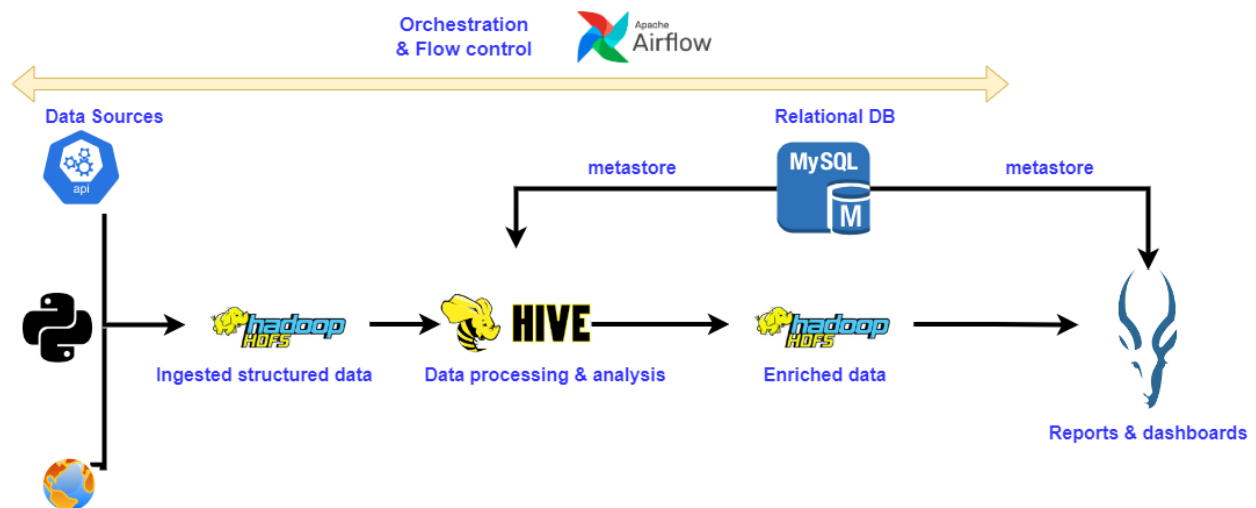 Orchestration
& Flow control
Apache
Airflow
Data Sources
Relational DB
api
MySQL
M
metastore
metastore
hadoop
HDFS
HIVE
hadoop
HDFS
Ingested structured data
Data processing & analysis
Enriched data
Reports & dashboards